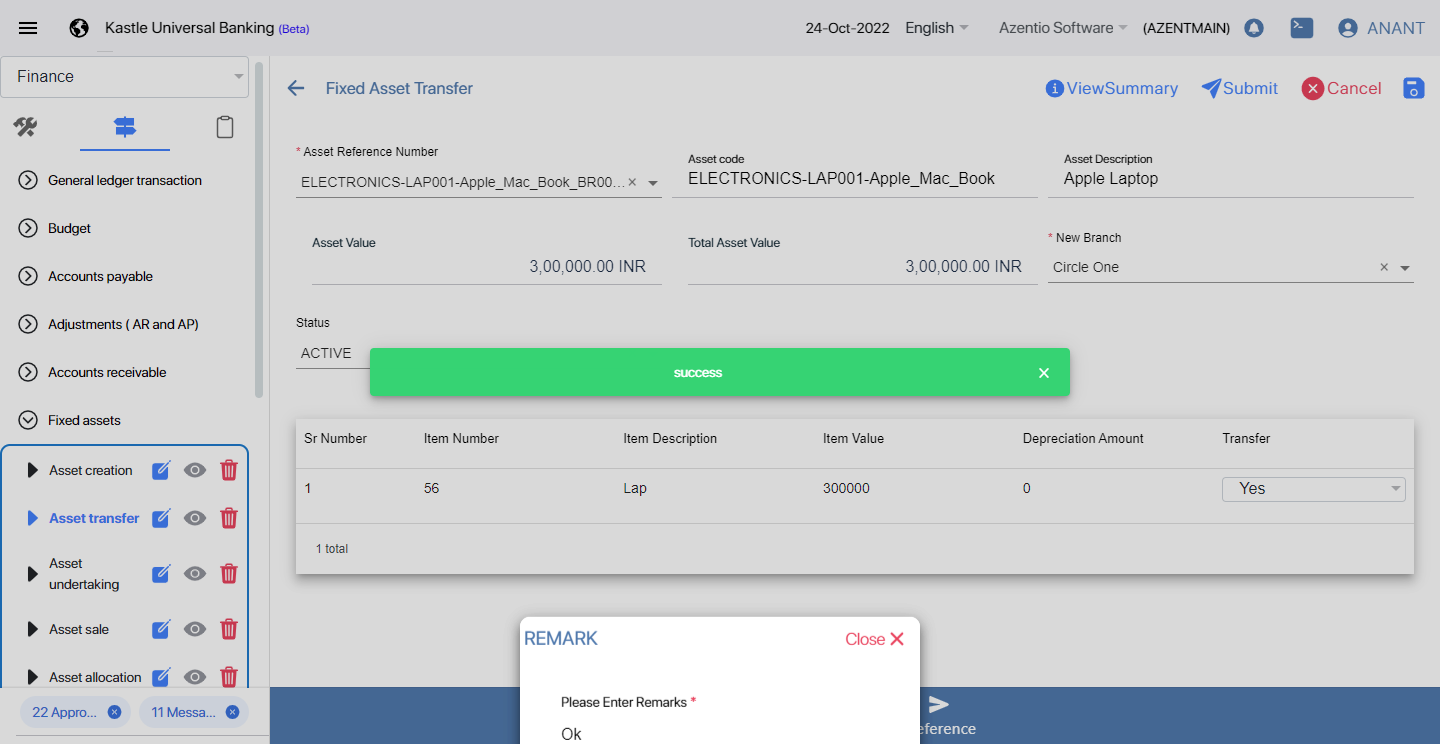 Kastle Universal Banking (Beta)
24-Oct-2022
English
Azentio Software
(AZENTMAIN)
ANANT
Finance
General ledger transaction
Budget
Accounts payable
Adjustments ( AR and AP)
Accounts receivable
Fixed assets
Asset creation
Asset transfer
Asset
undertaking
Asset sale
Asset allocation
22 Appro...
11 Messa...
Fixed Asset Transfer
ViewSummary
Submit
Cancel
* Asset Reference Number
ELECTRONICS-LAP001-Apple_Mac_Book_BR00...
Asset code
ELECTRONICS-LAP001-Apple_Mac_Book
Asset Description
Apple Laptop
Asset Value
3,00,000.00 INR
Total Asset Value
3,00,000.00 INR
* New Branch
Circle One
Status
ACTIVE
success
Sr Number Item Number Item Description Item Value Depreciation Amount Transfer
1 56 Lap 300000 0 Yes
1 total
REMARK
Close
Please Enter Remarks *
Ok